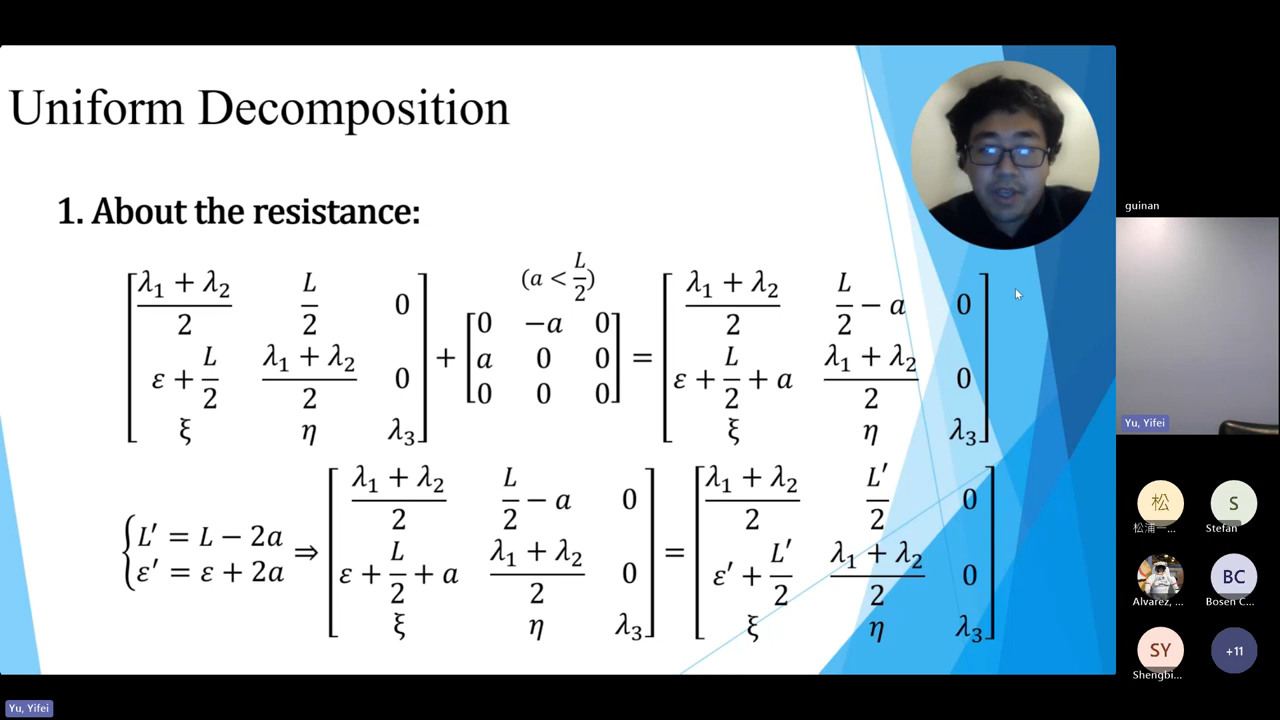 Uniform Decomposition
1. About the resistance:
(a < L/2)
[ (λ₁ + λ₂)/2  L/2  0 ; ε + L/2  (λ₁ + λ₂)/2  0 ; ξ  η  λ₃ ] + [ 0  −a  0 ; a  0  0 ; 0  0  0 ] = [ (λ₁ + λ₂)/2  L/2 − a  0 ; ε + L/2 + a  (λ₁ + λ₂)/2  0 ; ξ  η  λ₃ ]
{ L′ = L − 2a ; ε′ = ε + 2a ⇒ [ (λ₁ + λ₂)/2  L/2 − a  0 ; ε + L/2 + a  (λ₁ + λ₂)/2  0 ; ξ  η  λ₃ ] = [ (λ₁ + λ₂)/2  L′/2  0 ; ε′ + L′/2  (λ₁ + λ₂)/2  0 ; ξ  η  λ₃ ]
guinan
Yu, Yifei
松
S
松浦一...
Stefan
BC
Alvarez, ...
Bosen C...
SY
+11
Shengbi...
Yu, Yifei